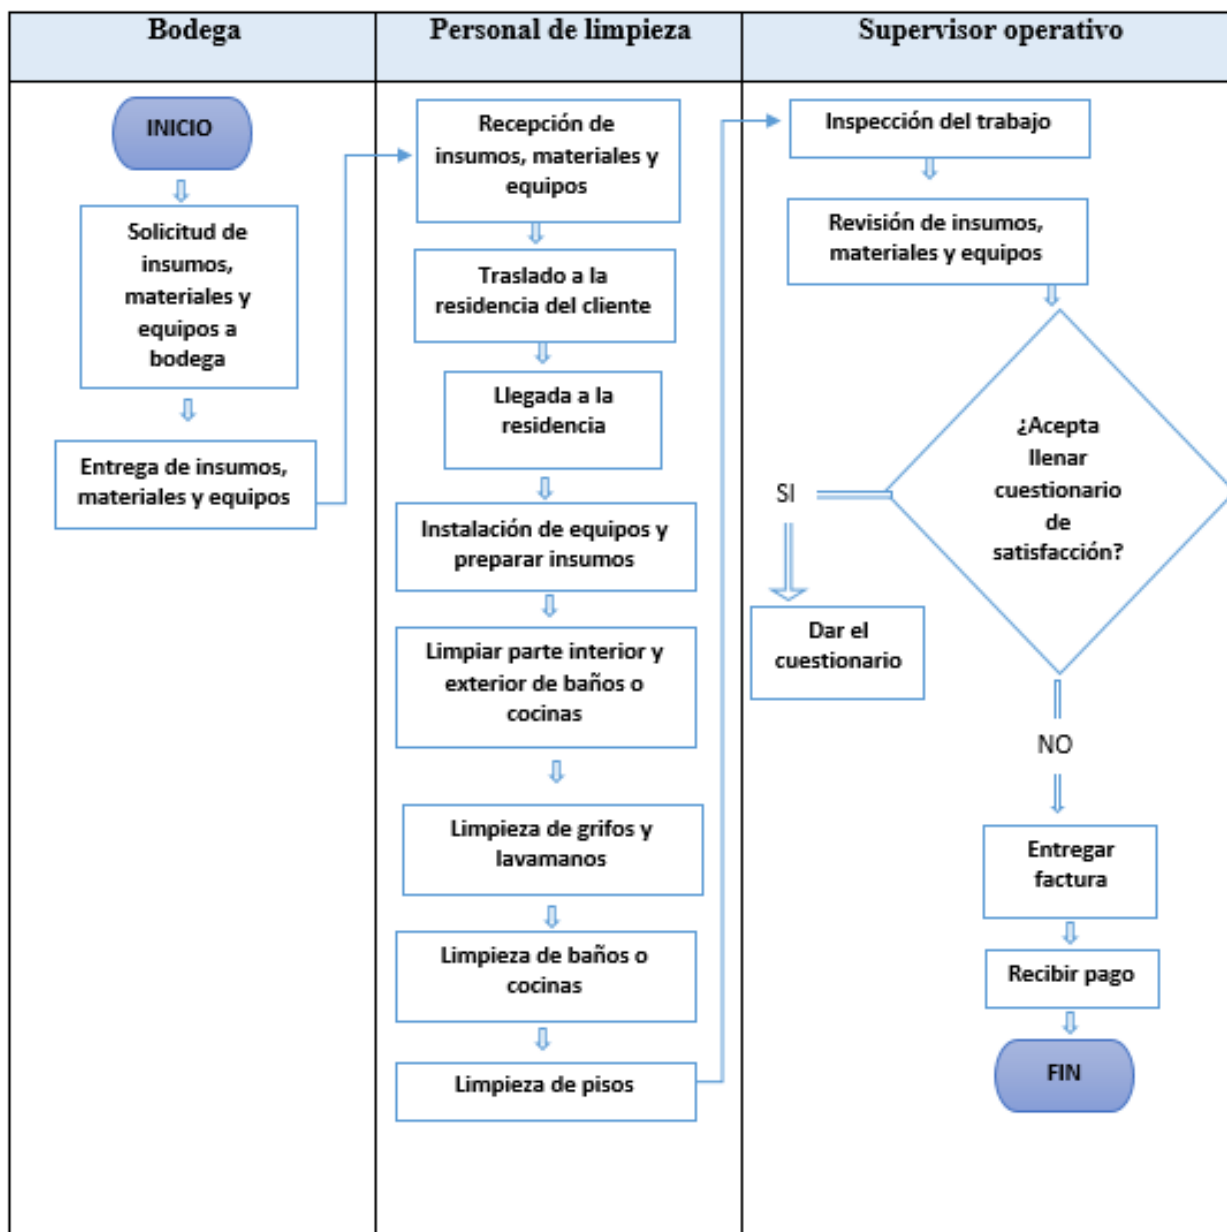 Bodega
Personal de limpieza
Supervisor operativo
INICIO
Solicitud de
insumos,
materiales y
equipos a
bodega
Entrega de insumos,
materiales y equipos
Recepción de
insumos, materiales y
equipos
Traslado a la
residencia del cliente
Llegada a la
residencia
Instalación de equipos y
preparar insumos
Limpiar parte interior y
exterior de baños o
cocinas
Limpieza de grifos y
lavamanos
Limpieza de baños o
cocinas
Limpieza de pisos
Inspección del trabajo
Revisión de insumos,
materiales y equipos
¿Acepta
llenar
cuestionario
de
satisfacción?
SI
Dar el
cuestionario
NO
Entregar
factura
Recibir pago
FIN